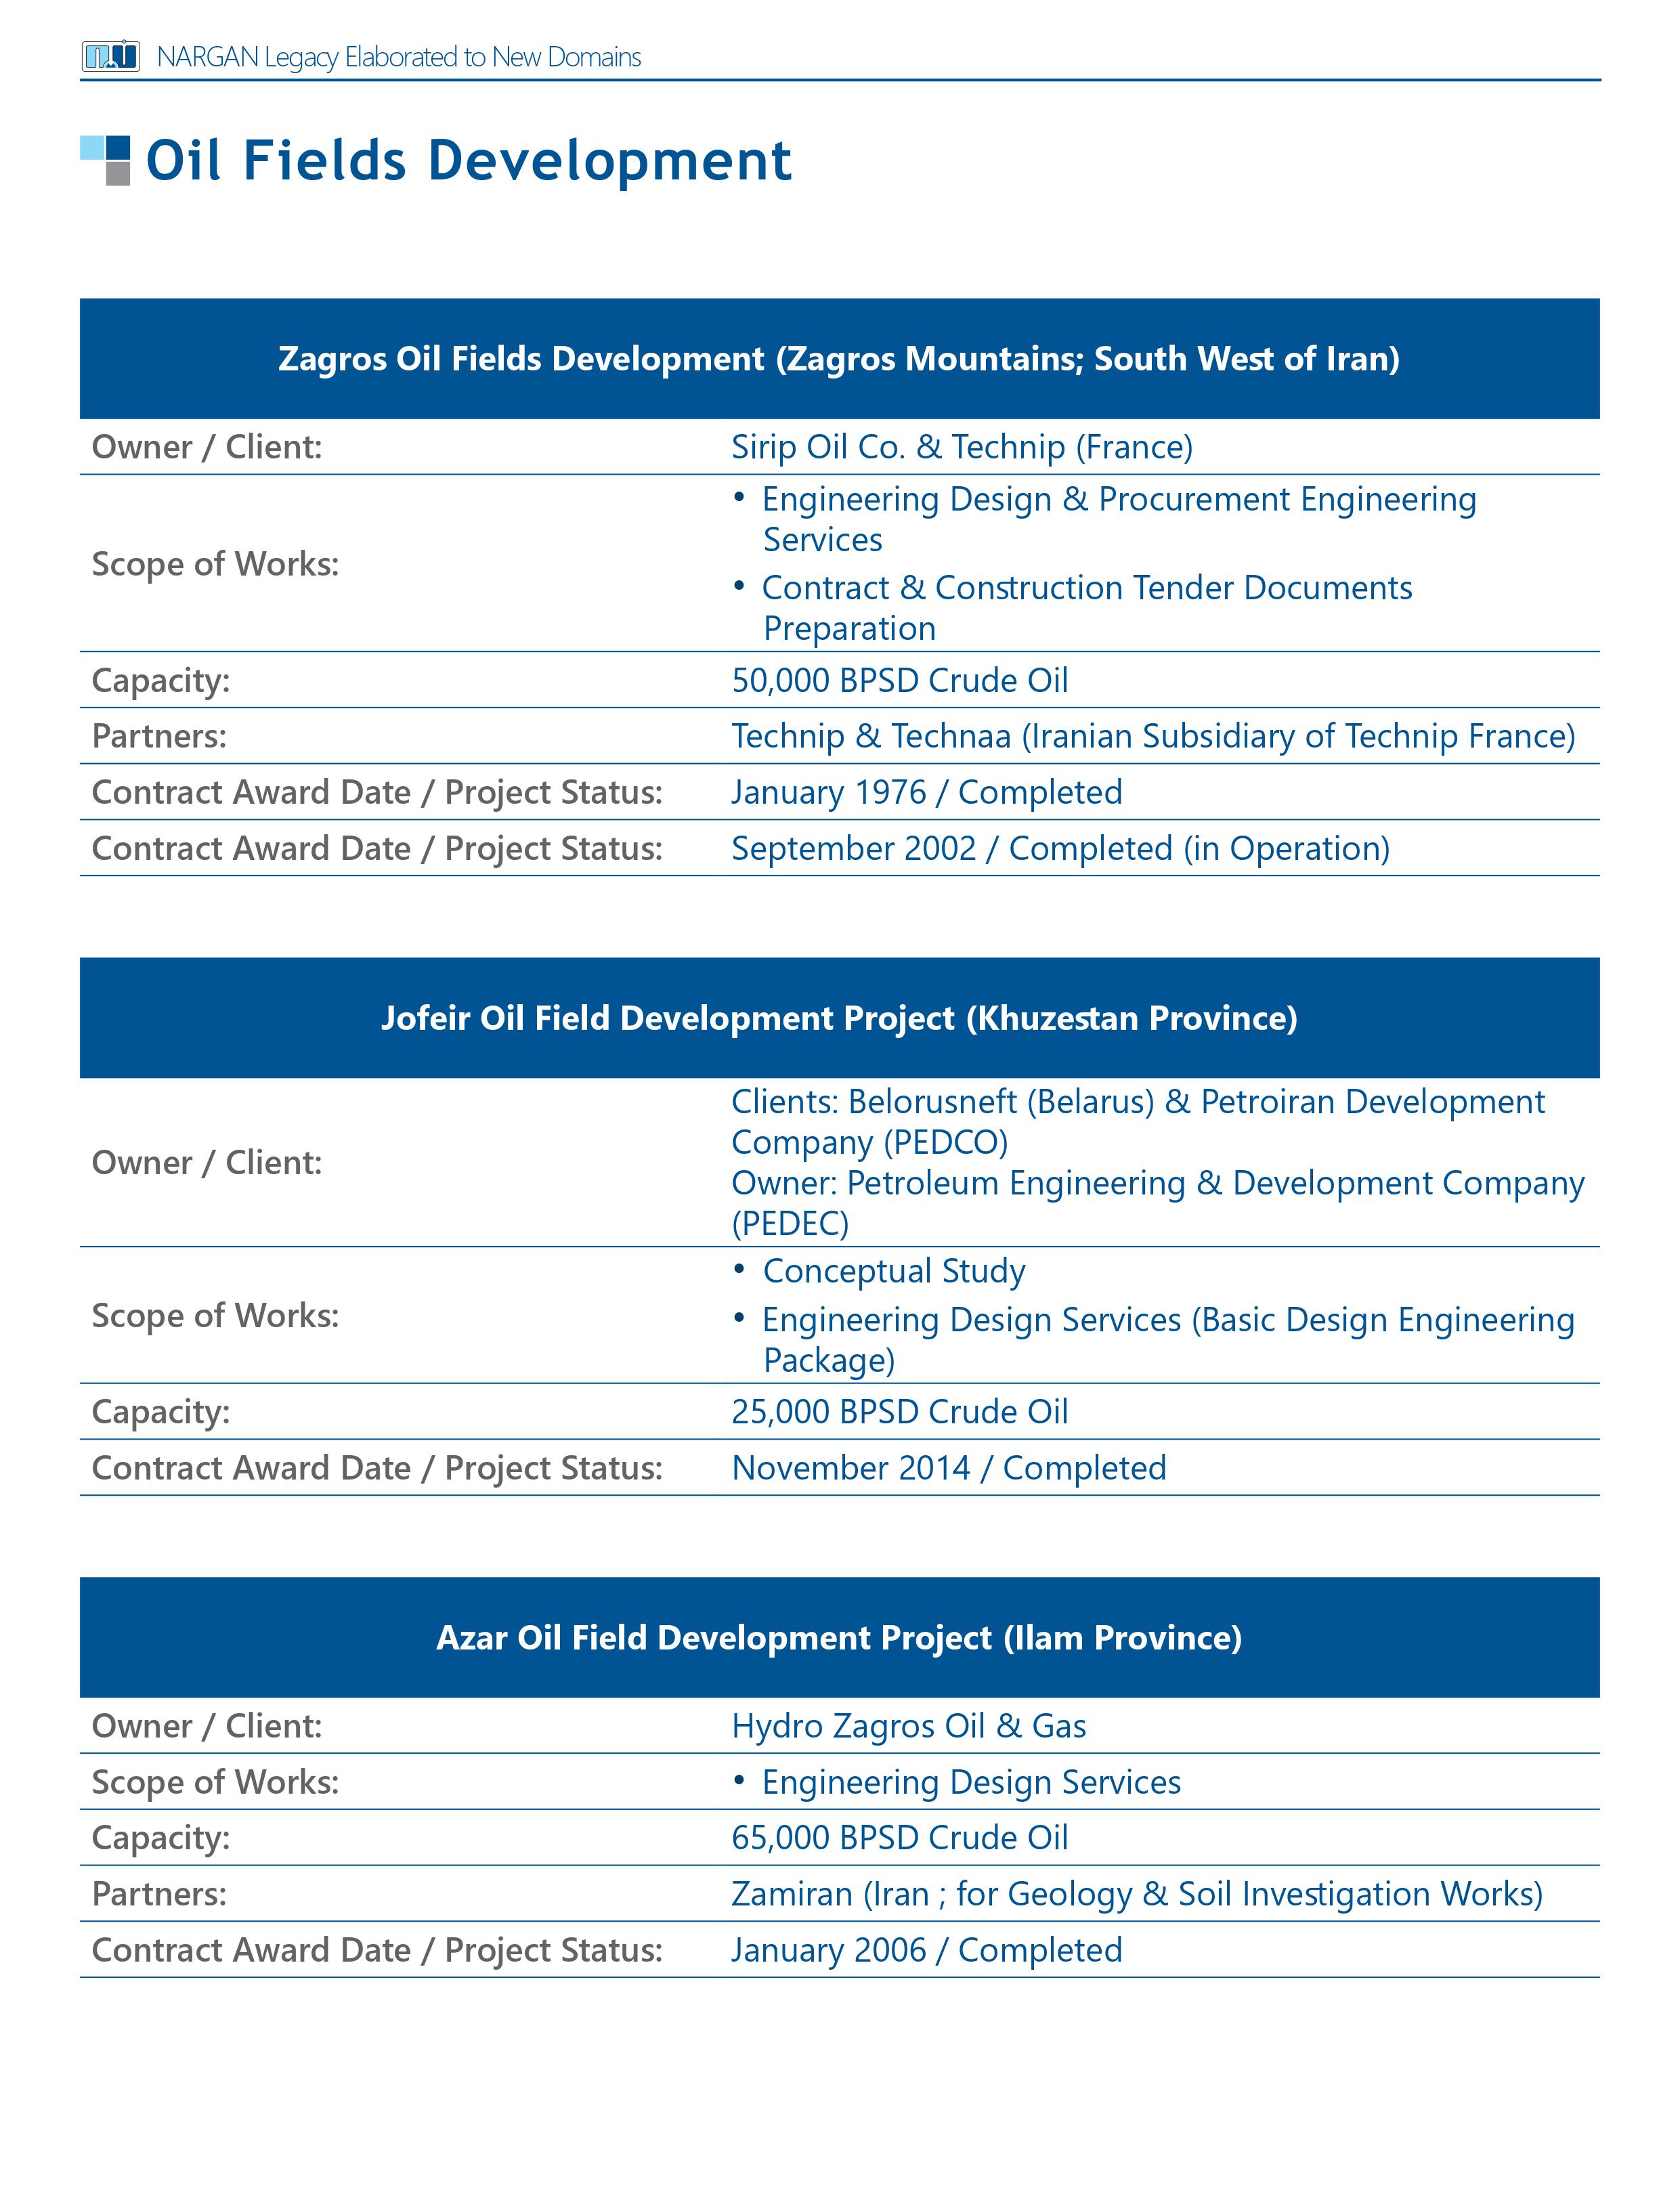 NARGAN Legacy Elaborated to New Domains
Oil Fields Development
Zagros Oil Fields Development (Zagros Mountains; South West of Iran)
Owner / Client:
Sirip Oil Co. & Technip (France)
Scope of Works:
• Engineering Design & Procurement Engineering
Services
• Contract & Construction Tender Documents
Preparation
Capacity:
50,000 BPSD Crude Oil
Partners:
Technip & Technaa (Iranian Subsidiary of Technip France)
Contract Award Date / Project Status:
January 1976 / Completed
Contract Award Date / Project Status:
September 2002 / Completed (in Operation)
Jofeir Oil Field Development Project (Khuzestan Province)
Owner / Client:
Clients: Belorusneft (Belarus) & Petroiran Development
Company (PEDCO)
Owner: Petroleum Engineering & Development Company
(PEDEC)
Scope of Works:
• Conceptual Study
• Engineering Design Services (Basic Design Engineering
Package)
Capacity:
25,000 BPSD Crude Oil
Contract Award Date / Project Status:
November 2014 / Completed
Azar Oil Field Development Project (Ilam Province)
Owner / Client:
Hydro Zagros Oil & Gas
Scope of Works:
• Engineering Design Services
Capacity:
65,000 BPSD Crude Oil
Partners:
Zamiran (Iran ; for Geology & Soil Investigation Works)
Contract Award Date / Project Status:
January 2006 / Completed